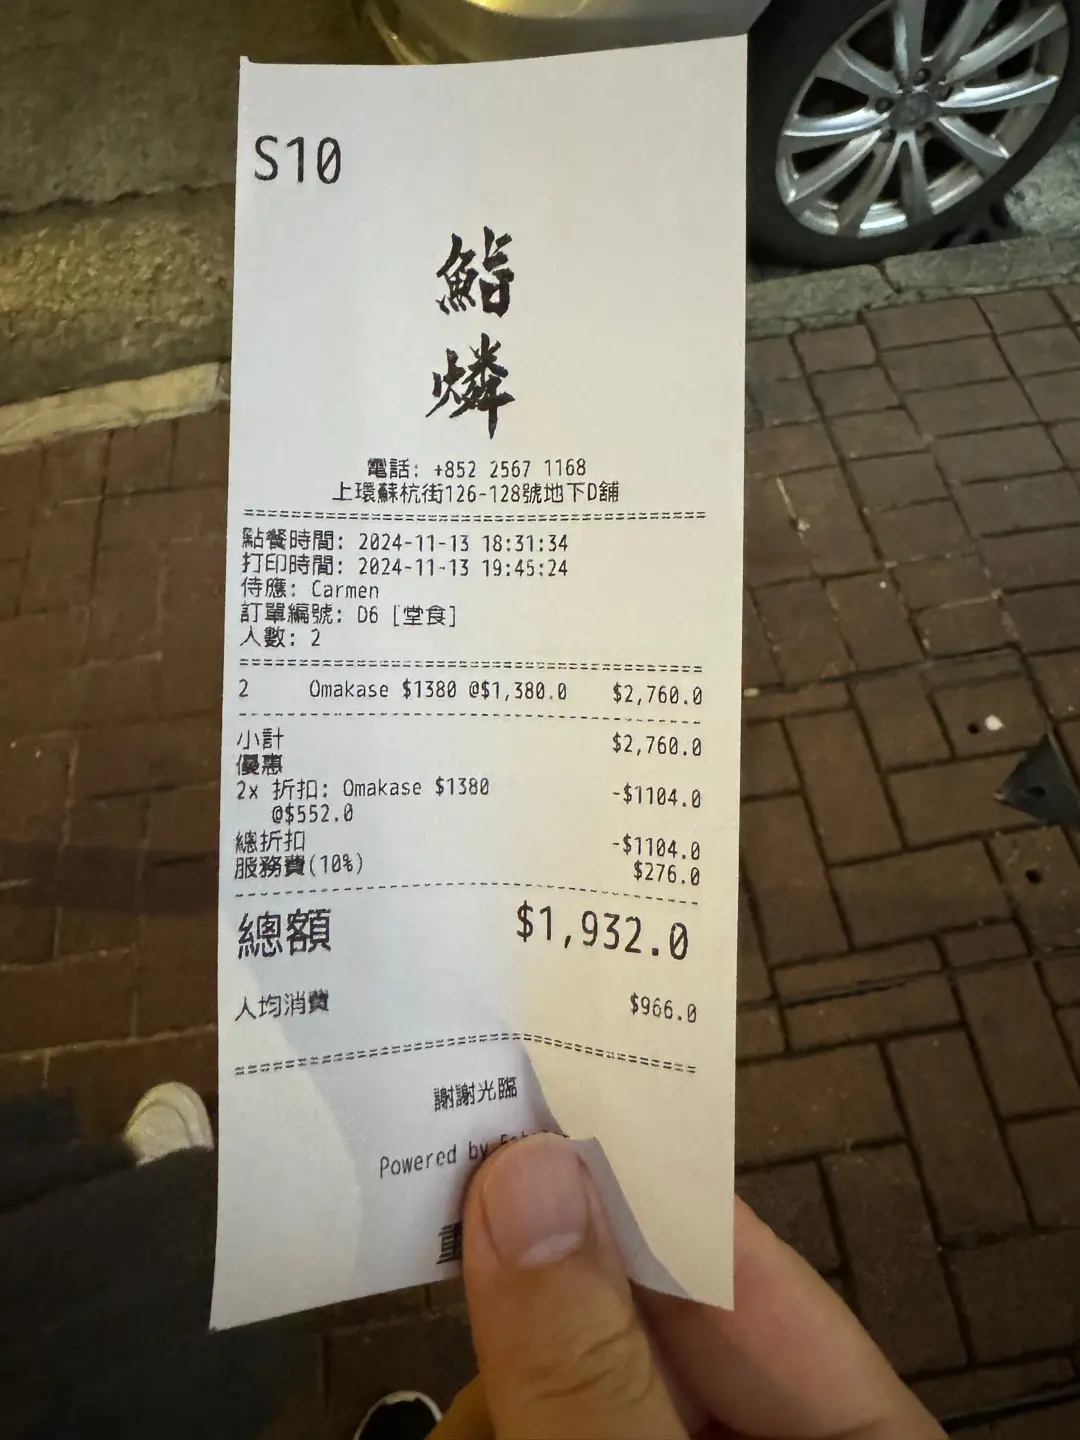 S10
鮨
燐
電話: +852 2567 1168
上環蘇杭街126-128號地下D舖
點餐時間: 2024-11-13 18:31:34
打印時間: 2024-11-13 19:45:24
侍應: Carmen
訂單編號: D6 [堂食]
人數: 2
2 Omakase $1380 @$1,380.0 $2,760.0
小計 $2,760.0
優惠
2x 折扣: Omakase $1380 -$1104.0
@$552.0
總折扣 -$1104.0
服務費(10%) $276.0
總額 $1,932.0
人均消費 $966.0
謝謝光臨
Powered by